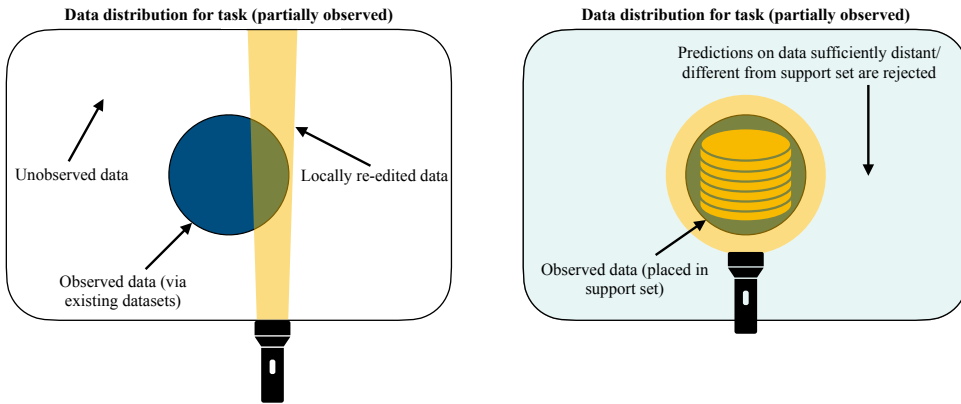 Data distribution for task (partially observed)
Unobserved data
Locally re-edited data
Observed data (via
existing datasets)
Data distribution for task (partially observed)
Predictions on data sufficiently distant/
different from support set are rejected
Observed data (placed in
support set)